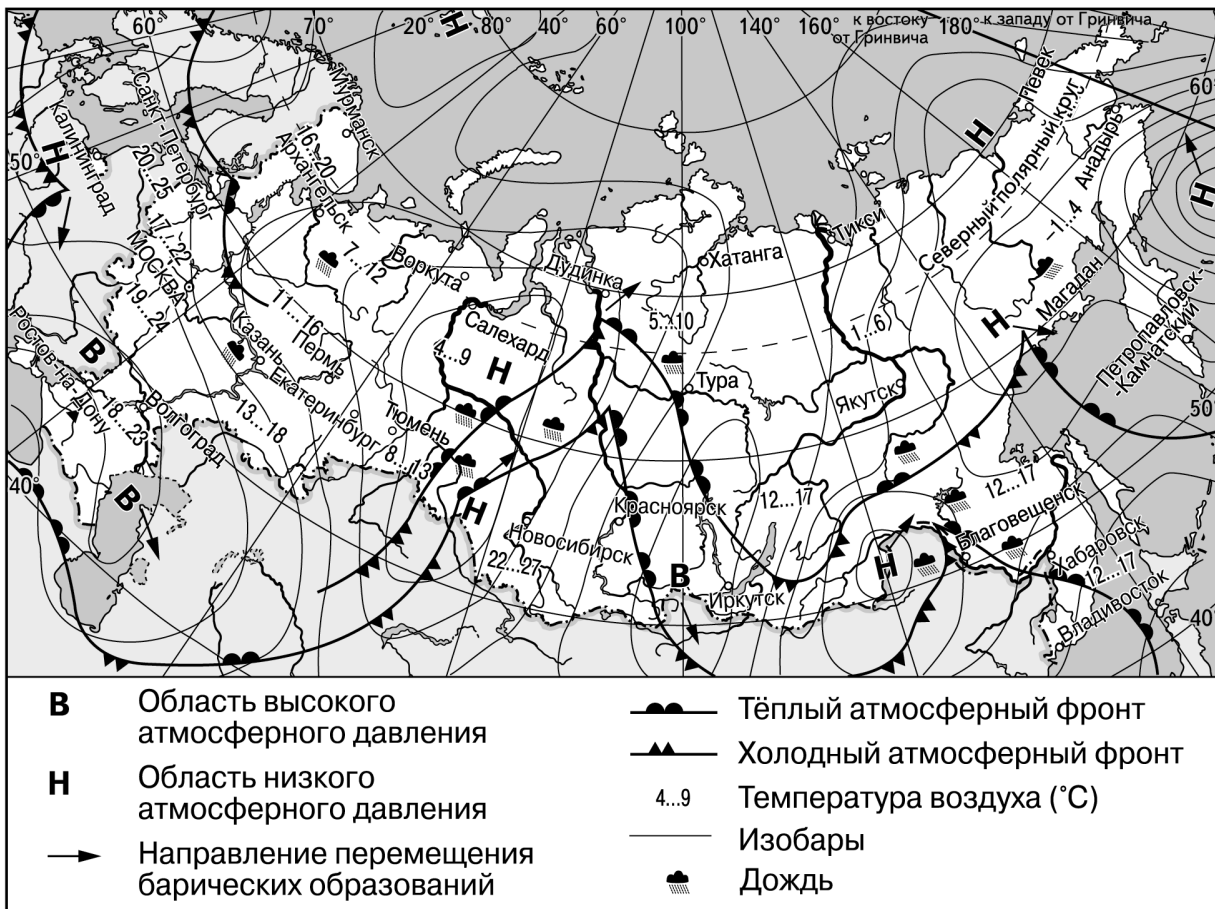 60°
70°
20°
80°
40°
60°
100°
140°
160°
180°
к востоку
от Гринвича
к западу от Гринвича
60°
50°
40°
50°
40°
Н
Н
Н
Н
Н
Н
Н
Н
Н
В
В
В
Калининград
Санкт-Петербург
20...25
Мурманск
16...20
Архангельск
7...12
17...22
МОСКВА
19...24
Воркута
Дудинка
Хатанга
Тикси
Певек
Северный полярный круг
Анадырь
-1...4
Магадан
Петропавловск-
-Камчатский
11...16
Пермь
Казань
Салехард
4...9
5...10
1...6
Тура
Якутск
Ростов-на-Дону
18...23
Волгоград
Екатеринбург
13...18
Тюмень
8...13
Красноярск
12...17
12...17
Благовещенск
Хабаровск
12...17
Владивосток
Новосибирск
22...27
Иркутск
В
Область высокого
атмосферного давления
Н
Область низкого
атмосферного давления
Направление перемещения
барических образований
Тёплый атмосферный фронт
Холодный атмосферный фронт
4...9
Температура воздуха (°С)
Изобары
Дождь